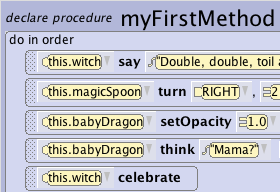 declare procedure myFirstMethod
do in order
this.witch say "Double, double, toil a
this.magicSpoon turn RIGHT , 2
this.babyDragon setOpacity 1.0
this.babyDragon think "Mama?"
this.witch celebrate